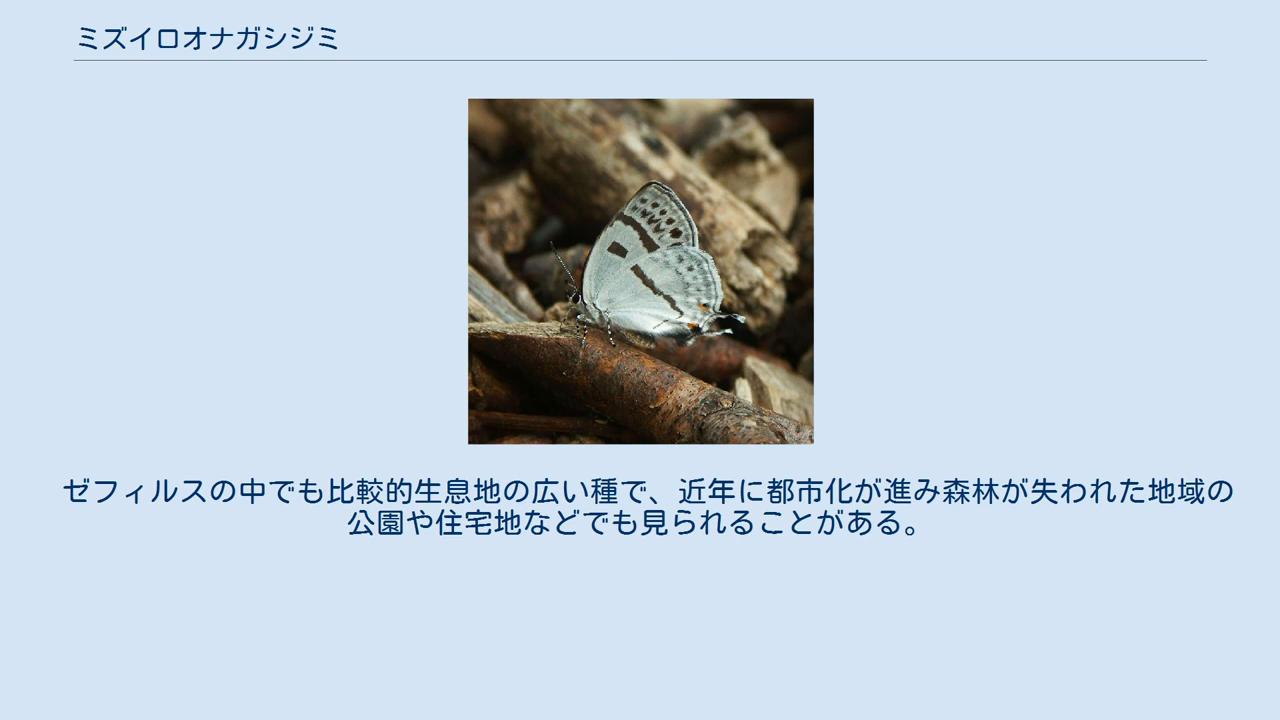 ミズイロオナガシジミ
ゼフィルスの中でも比較的生息地の広い種で、近年に都市化が進み森林が失われた地域の
公園や住宅地などでも見られることがある。